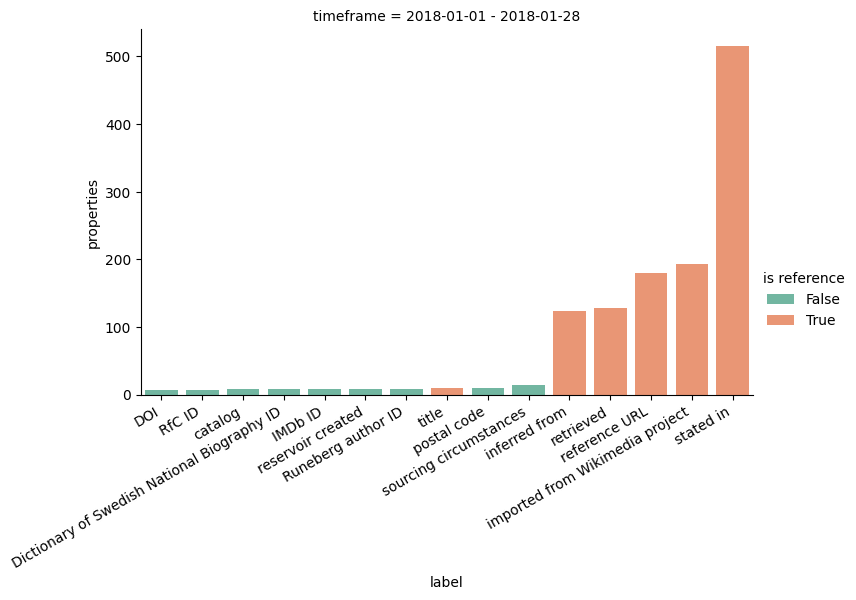 timeframe = 2018-01-01 - 2018-01-28
properties
500
400
300
200
100
0
DOI
RfC ID
catalog
Dictionary of Swedish National Biography ID
IMDb ID
reservoir created
Runeberg author ID
title
postal code
sourcing circumstances
inferred from
retrieved
reference URL
imported from Wikimedia project
stated in
label
is reference
False
True